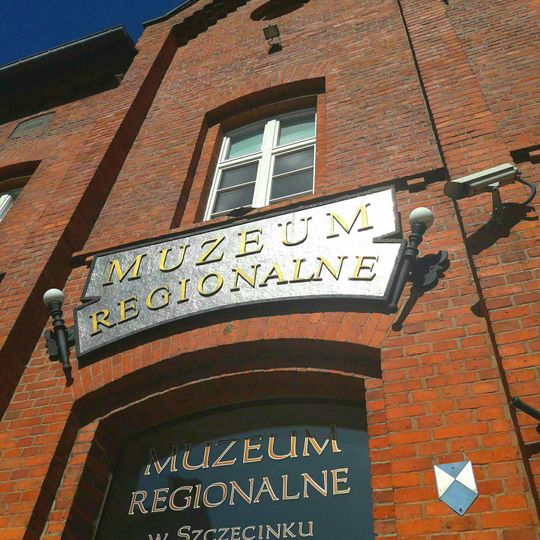 MUZEUM
REGIONALNE
MUZEUM
REGIONALNE
W SZCZECINKU